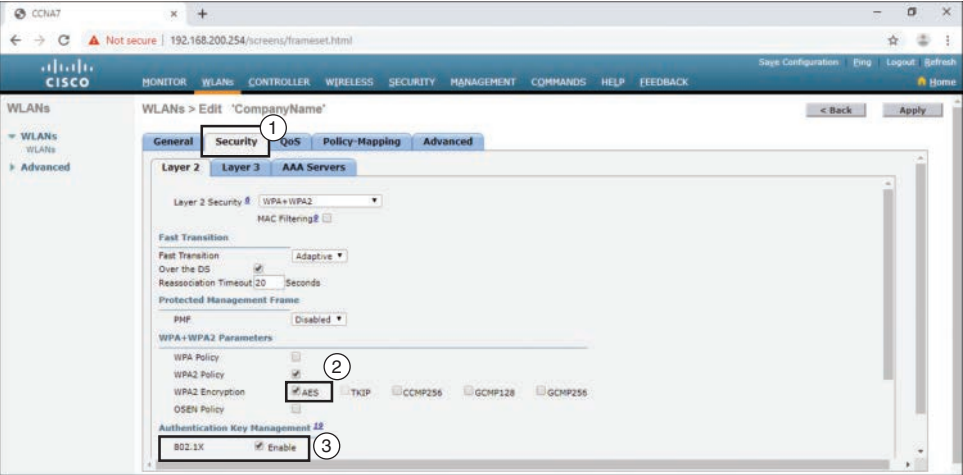 CCNA7
Not secure | 192.168.200.254/screens/frameset.html
Save Configuration Ping Logout Refresh
CISCO
MONITOR WLANs CONTROLLER WIRELESS SECURITY MANAGEMENT COMMANDS HELP FEEDBACK
Home
WLANs
WLANs > Edit 'CompanyName'
< Back
Apply
1
WLANs
WLANs
Advanced
General Security QoS Policy-Mapping Advanced
Layer 2 Layer 3 AAA Servers
Layer 2 Security 6 WPA+WPA2
MAC Filtering 9
Fast Transition
Fast Transition Adaptive
Over the DS
Reassociation Timeout 20 Seconds
Protected Management Frame
PMF Disabled
WPA+WPA2 Parameters
WPA Policy
2
WPA2 Policy
WPA2 Encryption AES TKIP CCMP256 GCMP128 GCMP256
OSEN Policy
Authentication Key Management 19
802.1X Enable
3